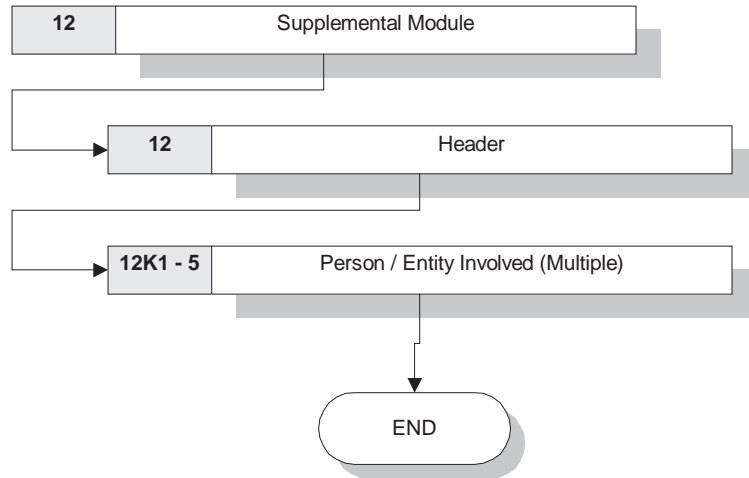 12 Supplemental Module
12 Header
12K1 - 5 Person / Entity Involved (Multiple)
END